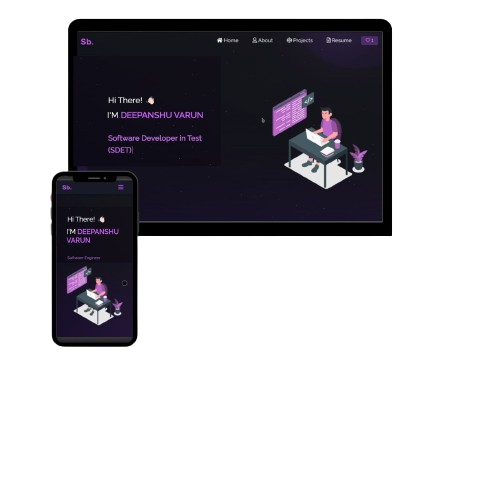 Sb.
Home About Projects Resume
Hi There! 👋🏻
I'M DEEPANSHU VARUN
Software Developer in Test
(SDET)
Sb.
Hi There! 👋🏻
I'M DEEPANSHU
VARUN
Software Engineer